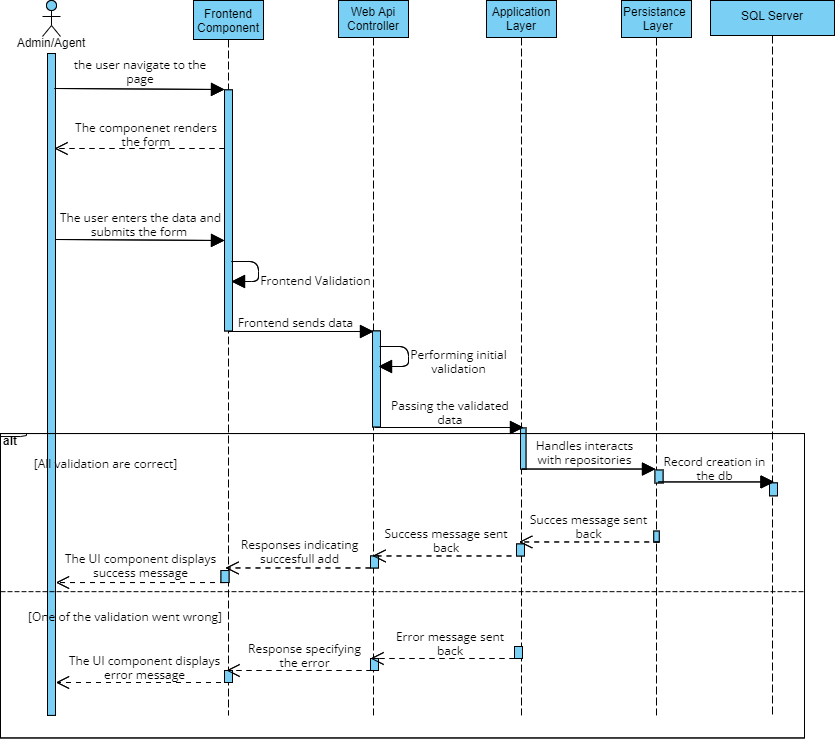 Admin/Agent
Frontend
Component
Web Api
Controller
Application
Layer
Persistance
Layer
SQL Server
the user navigate to the
page
The componenet renders
the form
The user enters the data and
submits the form
Frontend Validation
Frontend sends data
Performing initial
validation
Passing the validated
data
alt
[All validation are correct]
Handles interacts
with repositories
Record creation in
the db
Succes message sent
back
Success message sent
back
Responses indicating
succesfull add
The UI component displays
success message
[One of the validation went wrong]
Error message sent
back
Response specifying
the error
The UI component displays
error message